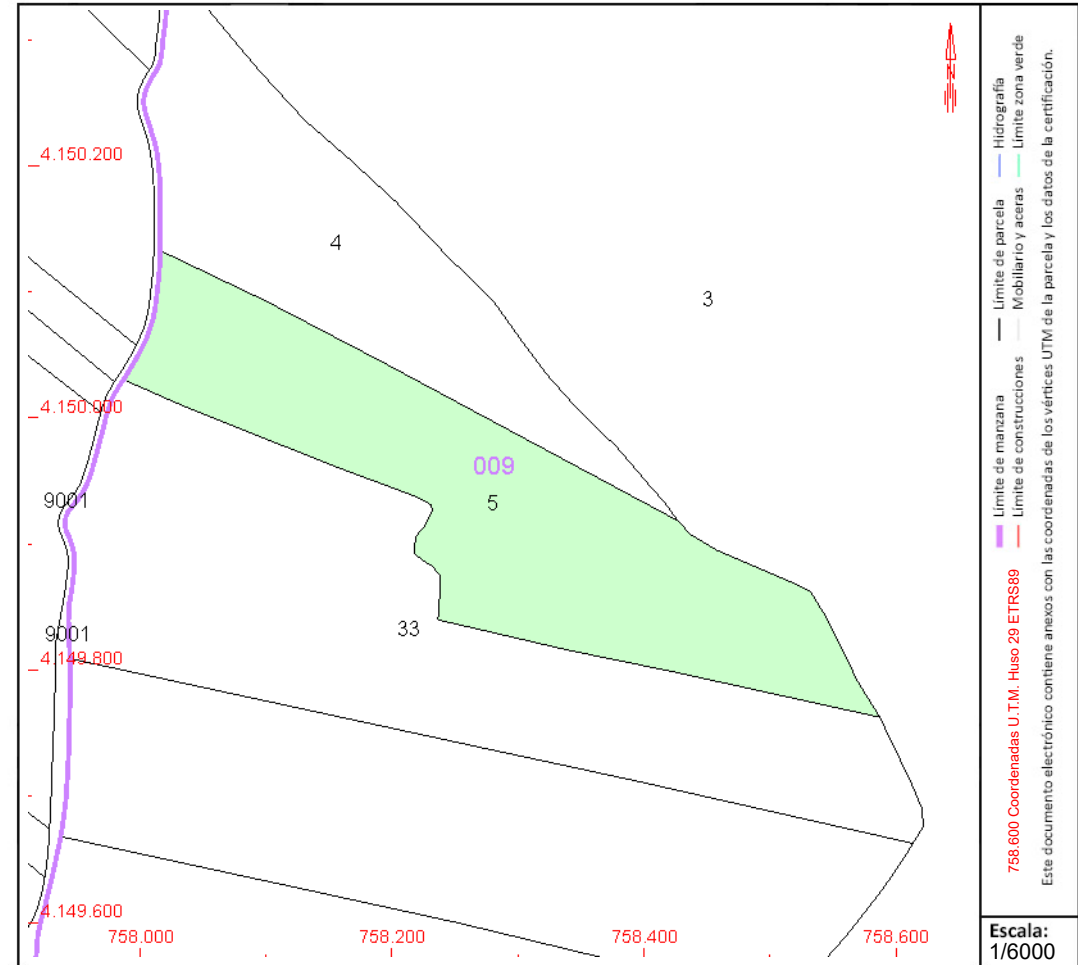 N
4.150.200
4
3
4.150.000
009
5
9001
33
9001
4.149.800
4.149.600
758.000
758.200
758.400
758.600
Límite de manzana
Límite de parcela
Hidrografía
Límite de construcciones
Mobiliario y aceras
Límite zona verde
758.600 Coordenadas U.T.M. Huso 29 ETRS89
Este documento electrónico contiene anexos con las coordenadas de los vértices UTM de la parcela y los datos de la certificación.
Escala:
1/6000